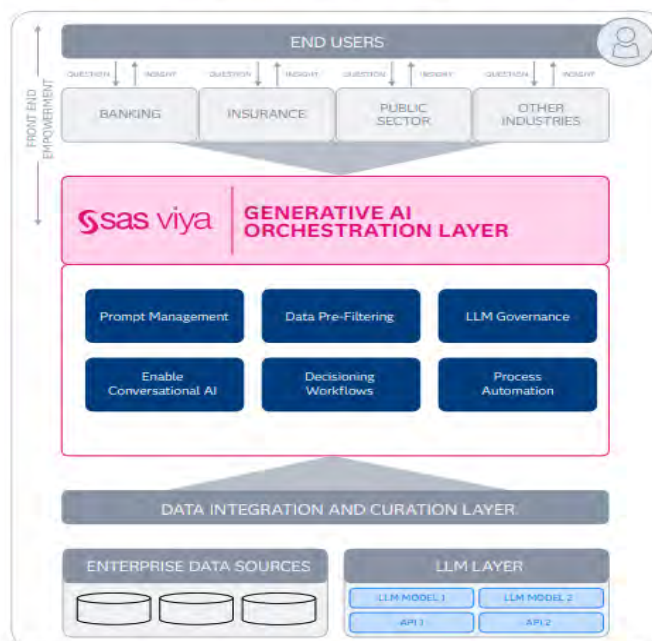 END USERS
QUESTION INSIGHT QUESTION INSIGHT QUESTION INSIGHT QUESTION INSIGHT
FRONT END
EMPOWERMENT
BANKING
INSURANCE
PUBLIC
SECTOR
OTHER
INDUSTRIES
sas viya
GENERATIVE AI
ORCHESTRATION LAYER
Prompt Management
Data Pre-Filtering
LLM Governance
Enable
Conversational AI
Decisioning
Workflows
Process
Automation
DATA INTEGRATION AND CURATION LAYER
ENTERPRISE DATA SOURCES
LLM LAYER
LLM MODEL 1
LLM MODEL 2
API 1
API 2